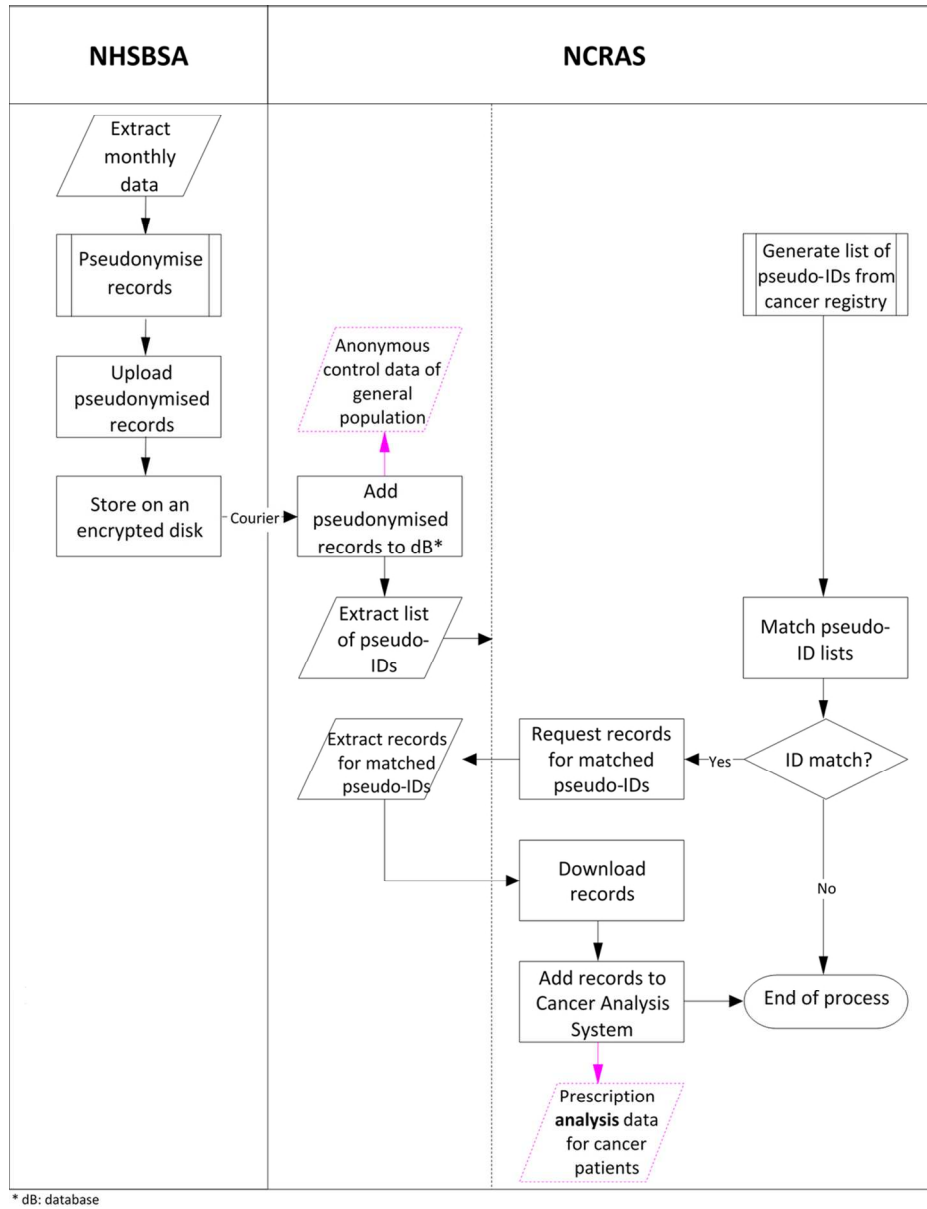 NHSBSA
NCRAS
Extract
monthly
data
Pseudonymise
records
Generate list of
pseudo-IDs from
cancer registry
Upload
pseudonymised
records
Anonymous
control data of
general
population
Store on an
encrypted disk
Courier
Add
pseudonymised
records to dB*
Extract list
of pseudo-
IDs
Match pseudo-
ID lists
Extract records
for matched
pseudo-IDs
Request records
for matched
pseudo-IDs
Yes
ID match?
Download
records
No
Add records to
Cancer Analysis
System
End of process
Prescription
analysis data
for cancer
patients
* dB: database